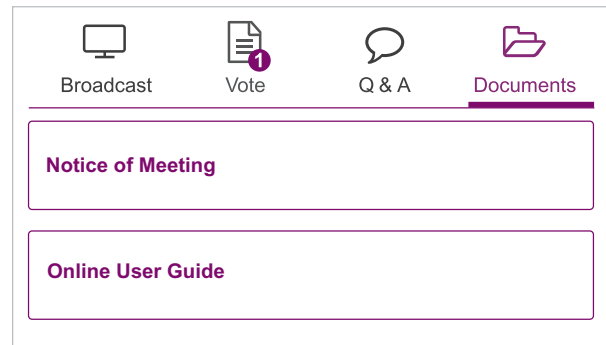 1
Broadcast Vote Q & A Documents
Notice of Meeting
Online User Guide